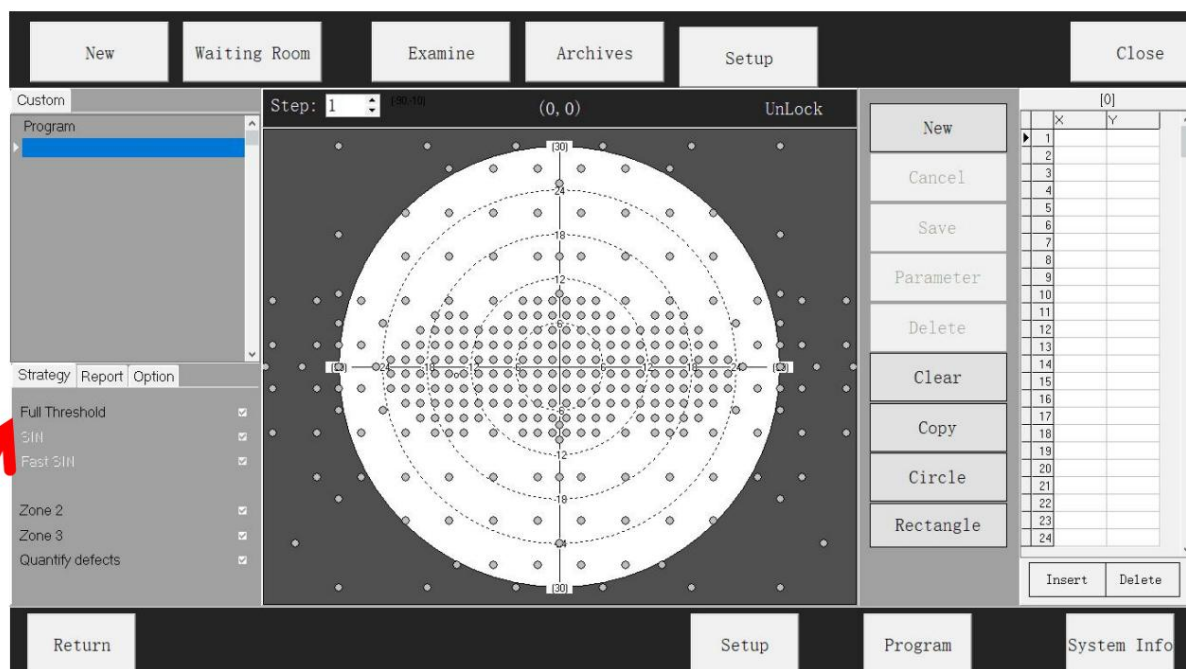 New Waiting Room Examine Archives Setup Close
Custom
Program
Step: 1 (0, 0) UnLock
[0]
X Y
New
Cancel
Save
Parameter
Delete
Clear
Copy
Circle
Rectangle
(30)
24
18
12
6
24 18 12 12 18 24
6
12
18
24
(30)
Strategy Report Option
Full Threshold
SIN
Fast SIN
Zone 2
Zone 3
Quantify defects
1
2
3
4
5
6
7
8
9
10
11
12
13
14
15
16
17
18
19
20
21
22
23
24
Insert Delete
Return Setup Program System Info